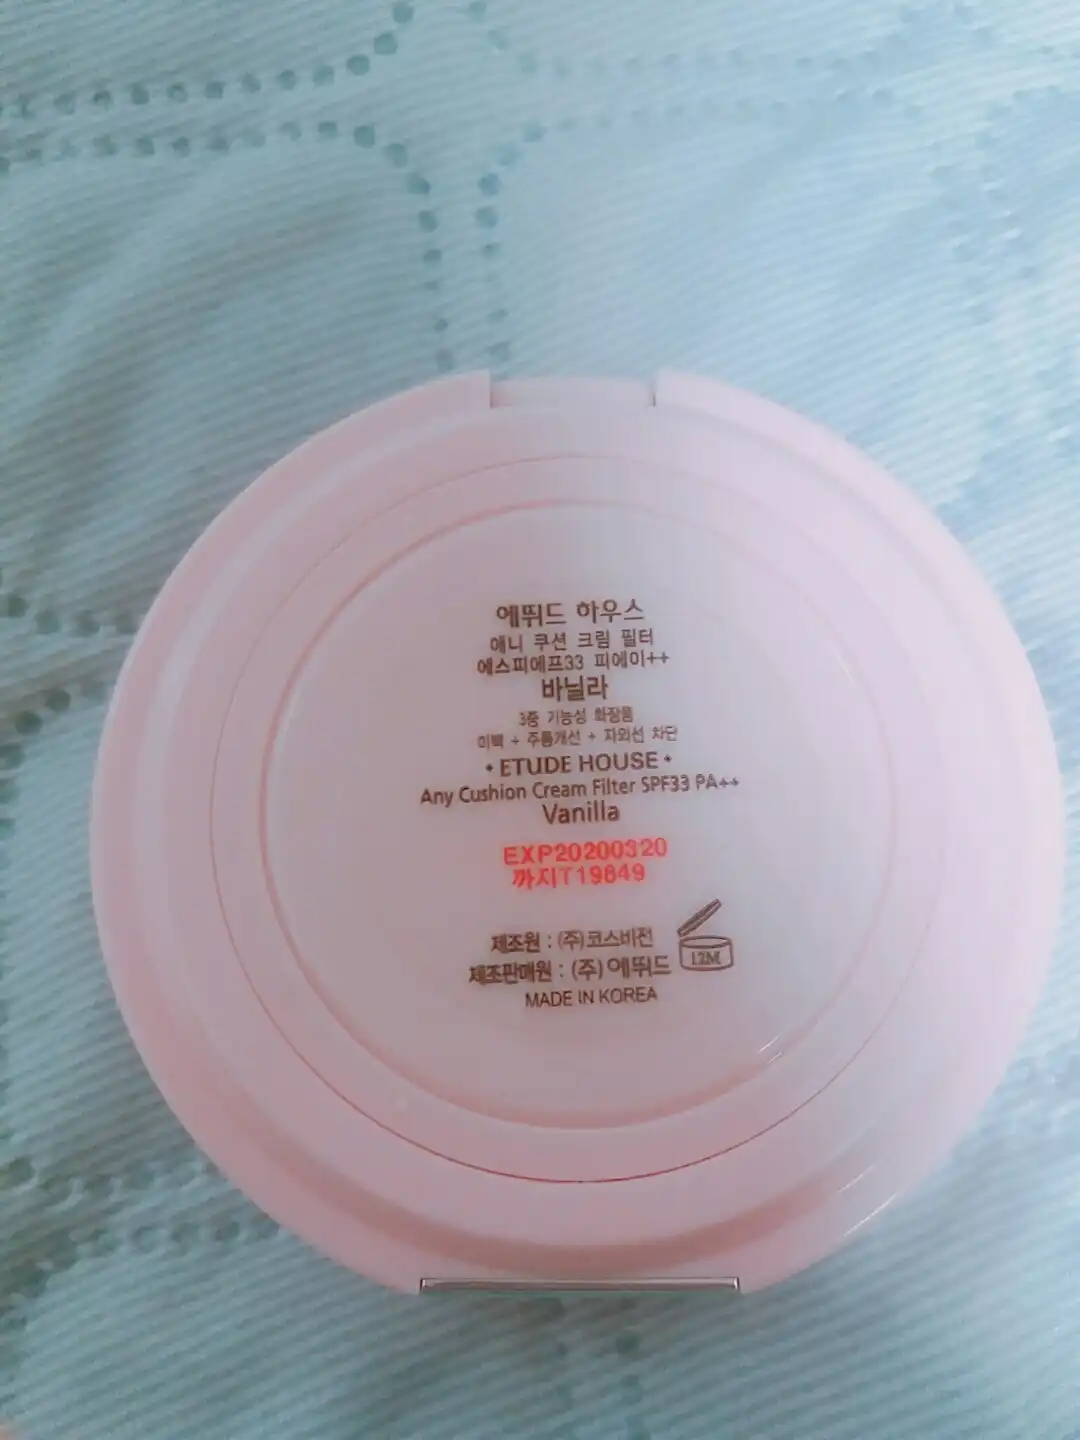 에뛰드 하우스
애니 쿠션 크림 필터
에스피에프33 피에이++
바닐라
3중 기능성 화장품
미백 + 주름개선 + 자외선 차단
• ETUDE HOUSE •
Any Cushion Cream Filter SPF33 PA++
Vanilla
EXP20200320
까지T19849
제조원 : (주)코스비전
제조판매원 : (주) 에뛰드
12M
MADE IN KOREA